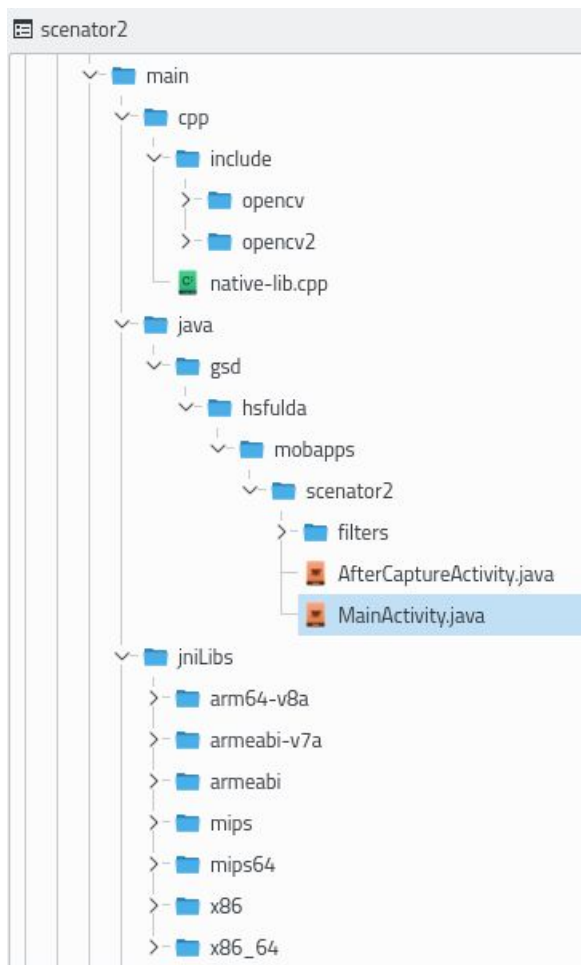 scenator2
main
cpp
include
opencv
opencv2
native-lib.cpp
java
gsd
hsfulda
mobapps
scenator2
filters
AfterCaptureActivity.java
MainActivity.java
jniLibs
arm64-v8a
armeabi-v7a
armeabi
mips
mips64
x86
x86_64